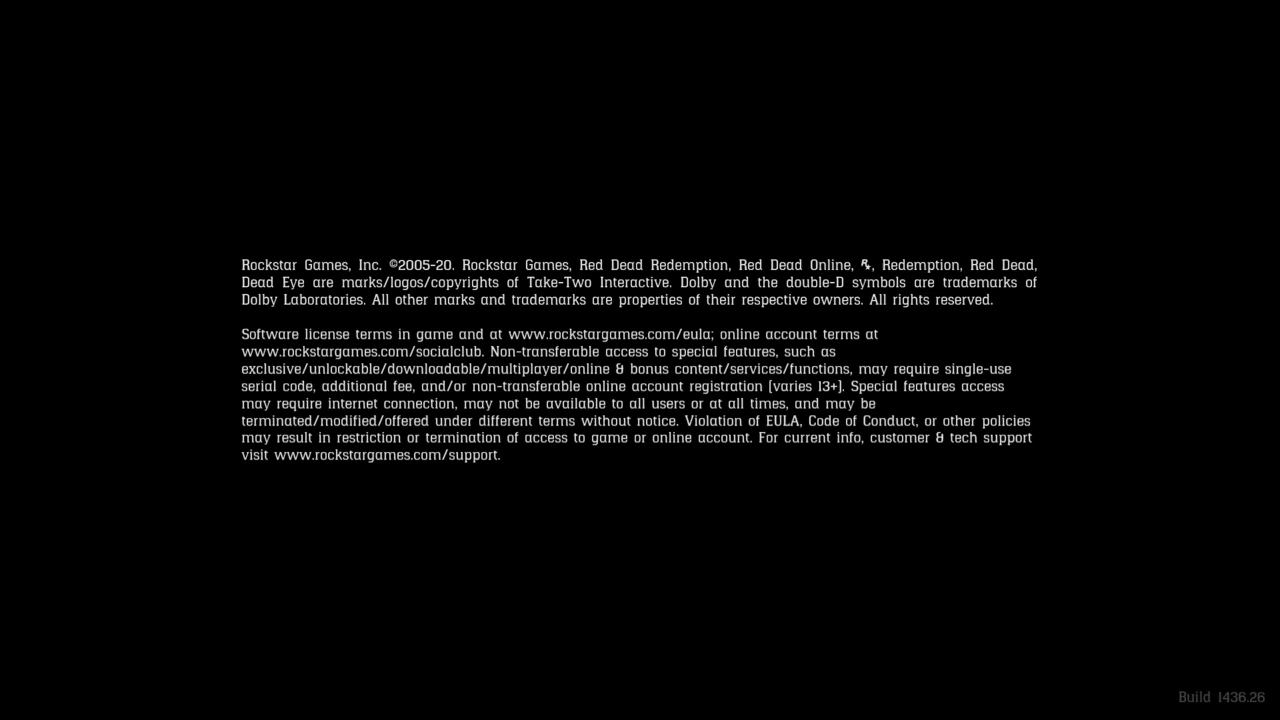 Rockstar Games, Inc. ©2005-20. Rockstar Games, Red Dead Redemption, Red Dead Online, , Redemption, Red Dead,
Dead Eye are marks/logos/copyrights of Take-Two Interactive. Dolby and the double-D symbols are trademarks of
Dolby Laboratories. All other marks and trademarks are properties of their respective owners. All rights reserved.
Software license terms in game and at www.rockstargames.com/eula; online account terms at
www.rockstargames.com/socialclub. Non-transferable access to special features, such as
exclusive/unlockable/downloadable/multiplayer/online & bonus content/services/functions, may require single-use
serial code, additional fee, and/or non-transferable online account registration (varies 13+). Special features access
may require internet connection, may not be available to all users or at all times, and may be
terminated/modified/offered under different terms without notice. Violation of EULA, Code of Conduct, or other policies
may result in restriction or termination of access to game or online account. For current info, customer & tech support
visit www.rockstargames.com/support.
Build 1436.26